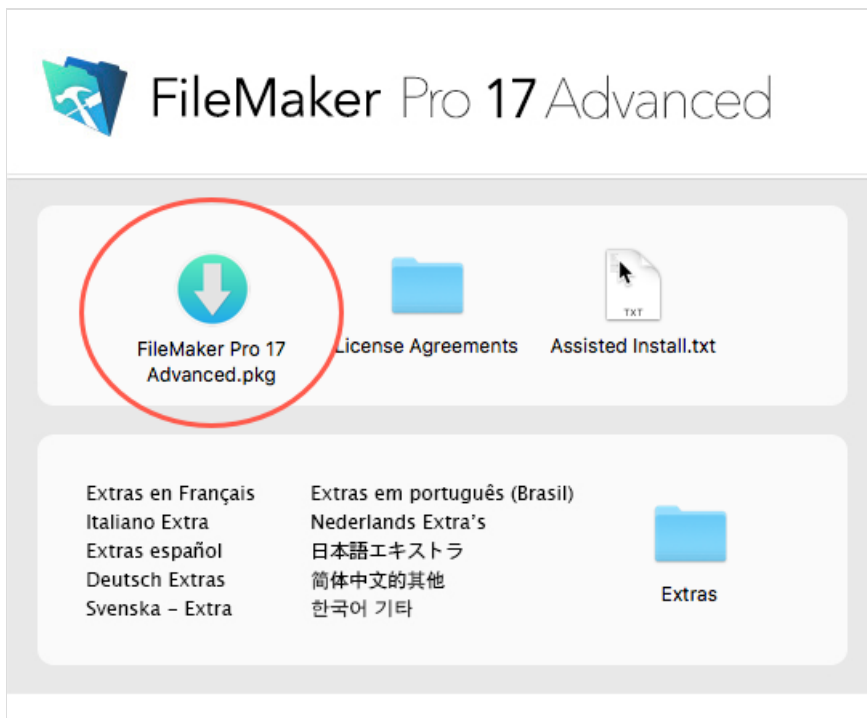 FileMaker Pro 17 Advanced
FileMaker Pro 17
Advanced.pkg
License Agreements
TXT
Assisted Install.txt
Extras en Français
Italiano Extra
Extras español
Deutsch Extras
Svenska – Extra
Extras em português (Brasil)
Nederlands Extra's
日本語エキストラ
简体中文的其他
한국어 기타
Extras